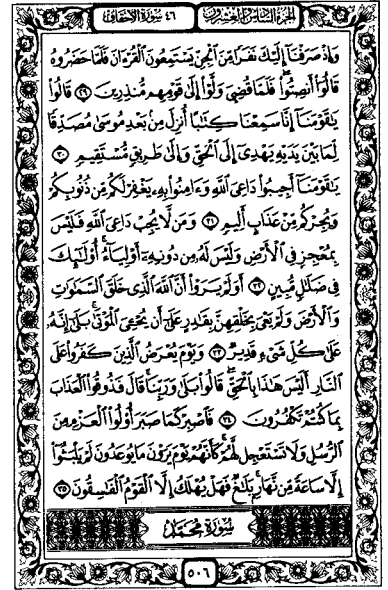 الجزء السادس والعشرون ٤٦ سورة الأحقاف
وَإِذْ صَرَفْنَآ إِلَيْكَ نَفَرًا مِّنَ ٱلْجِنِّ يَسْتَمِعُونَ ٱلْقُرْءَانَ فَلَمَّا حَضَرُوهُ
قَالُوٓا۟ أَنصِتُوا۟ فَلَمَّا قُضِىَ وَلَّوْا۟ إِلَىٰ قَوْمِهِم مُّنذِرِينَ ٢٩ قَالُوا۟
يَٰقَوْمَنَآ إِنَّا سَمِعْنَا كِتَٰبًا أُنزِلَ مِنۢ بَعْدِ مُوسَىٰ مُصَدِّقًا
لِّمَا بَيْنَ يَدَيْهِ يَهْدِىٓ إِلَى ٱلْحَقِّ وَإِلَىٰ طَرِيقٍ مُّسْتَقِيمٍ ٣٠
يَٰقَوْمَنَآ أَجِيبُوا۟ دَاعِىَ ٱللَّهِ وَءَامِنُوا۟ بِهِۦ يَغْفِرْ لَكُم مِّن ذُنُوبِكُمْ
وَيُجِرْكُم مِّنْ عَذَابٍ أَلِيمٍ ٣١ وَمَن لَّا يُجِبْ دَاعِىَ ٱللَّهِ فَلَيْسَ
بِمُعْجِزٍ فِى ٱلْأَرْضِ وَلَيْسَ لَهُۥ مِن دُونِهِۦٓ أَوْلِيَآءُ أُو۟لَٰٓئِكَ
فِى ضَلَٰلٍ مُّبِينٍ ٣٢ أَوَلَمْ يَرَوْا۟ أَنَّ ٱللَّهَ ٱلَّذِى خَلَقَ ٱلسَّمَٰوَٰتِ
وَٱلْأَرْضَ وَلَمْ يَعْىَ بِخَلْقِهِنَّ بِقَٰدِرٍ عَلَىٰٓ أَن يُحْۦِىَ ٱلْمَوْتَىٰ بَلَىٰٓ إِنَّهُۥ
عَلَىٰ كُلِّ شَىْءٍ قَدِيرٌ ٣٣ وَيَوْمَ يُعْرَضُ ٱلَّذِينَ كَفَرُوا۟ عَلَى
ٱلنَّارِ أَلَيْسَ هَٰذَا بِٱلْحَقِّ قَالُوا۟ بَلَىٰ وَرَبِّنَا قَالَ فَذُوقُوا۟ ٱلْعَذَابَ
بِمَا كُنتُمْ تَكْفُرُونَ ٣٤ فَٱصْبِرْ كَمَا صَبَرَ أُو۟لُوا۟ ٱلْعَزْمِ مِنَ
ٱلرُّسُلِ وَلَا تَسْتَعْجِل لَّهُمْ كَأَنَّهُمْ يَوْمَ يَرَوْنَ مَا يُوعَدُونَ لَمْ يَلْبَثُوٓا۟
إِلَّا سَاعَةً مِّن نَّهَارٍۭ بَلَٰغٌ فَهَلْ يُهْلَكُ إِلَّا ٱلْقَوْمُ ٱلْفَٰسِقُونَ ٣٥
سورة محمد
٥٠٦